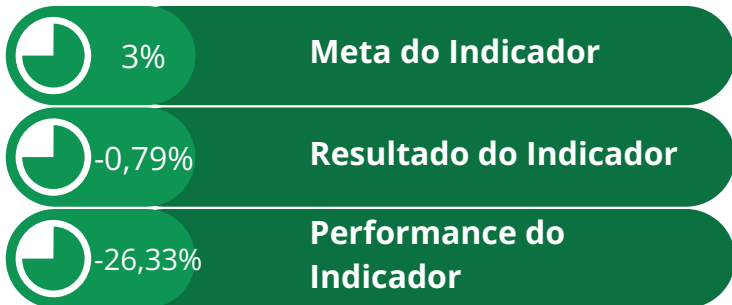 3%
Meta do Indicador
-0,79%
Resultado do Indicador
-26,33%
Performance do
Indicador